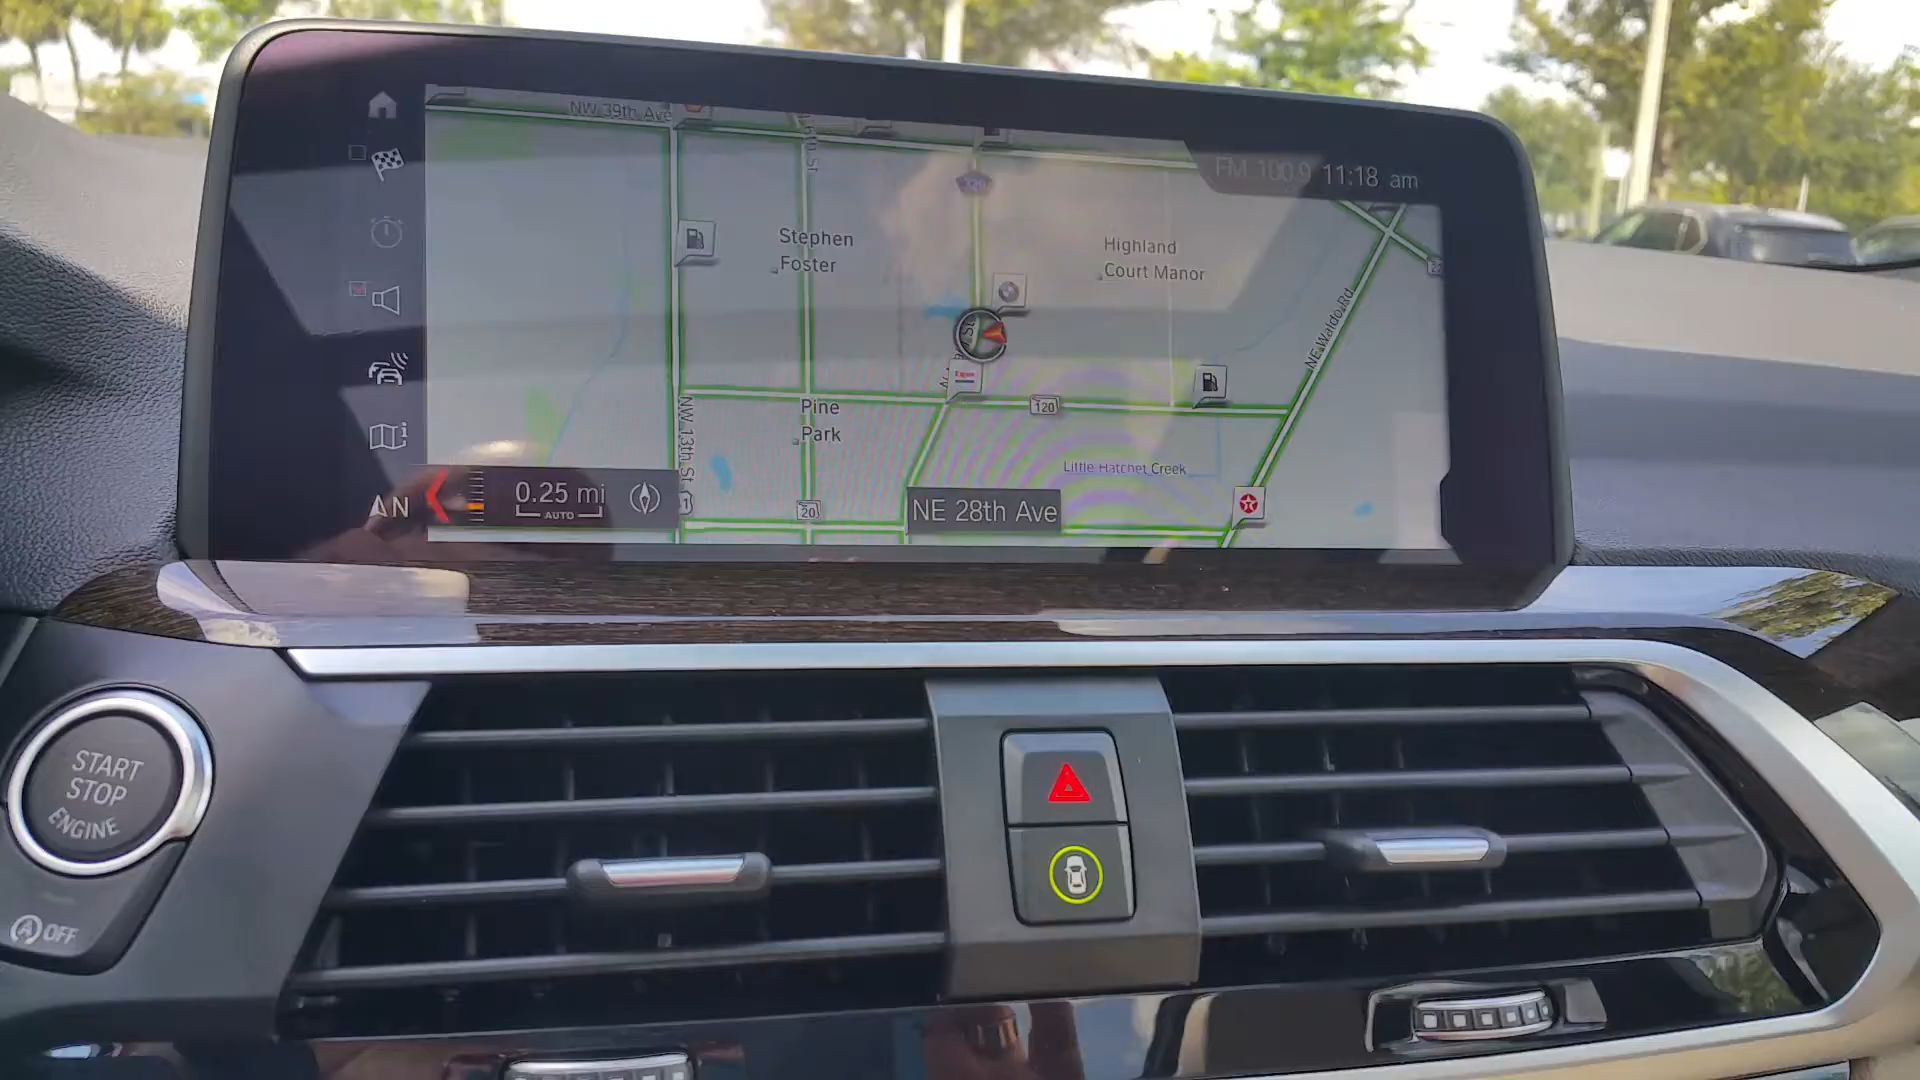 NW 39th Ave
FM 100.9 11:18 am
Stephen
Foster
Highland
Court Manor
NE Waldo Rd
Exxon
120
Pine
Park
NW 13th St
Little Hatchet Creek
N
0.25 mi
AUTO
1
20
NE 28th Ave
START
STOP
ENGINE
A OFF